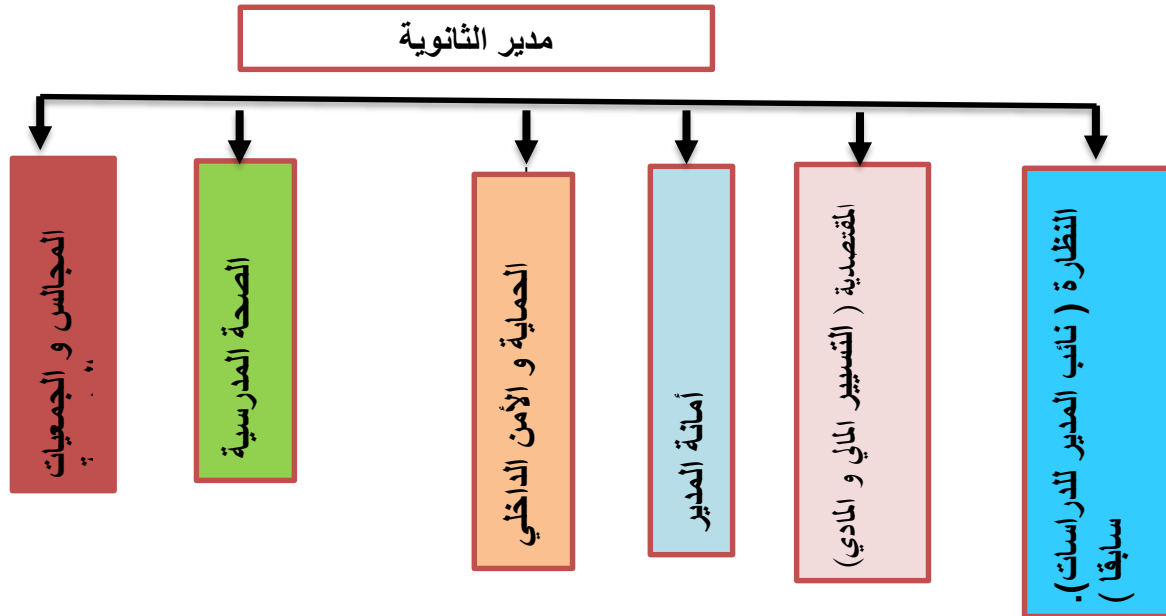 مدير الثانوية
النظارة ( نائب المدير للدراسات).
سابقا )
المقتصدية ( التسيير المالي و المادي)
أمانة المدير
الحماية و الأمن الداخلي
الصحة المدرسية
المجالس و الجمعيات